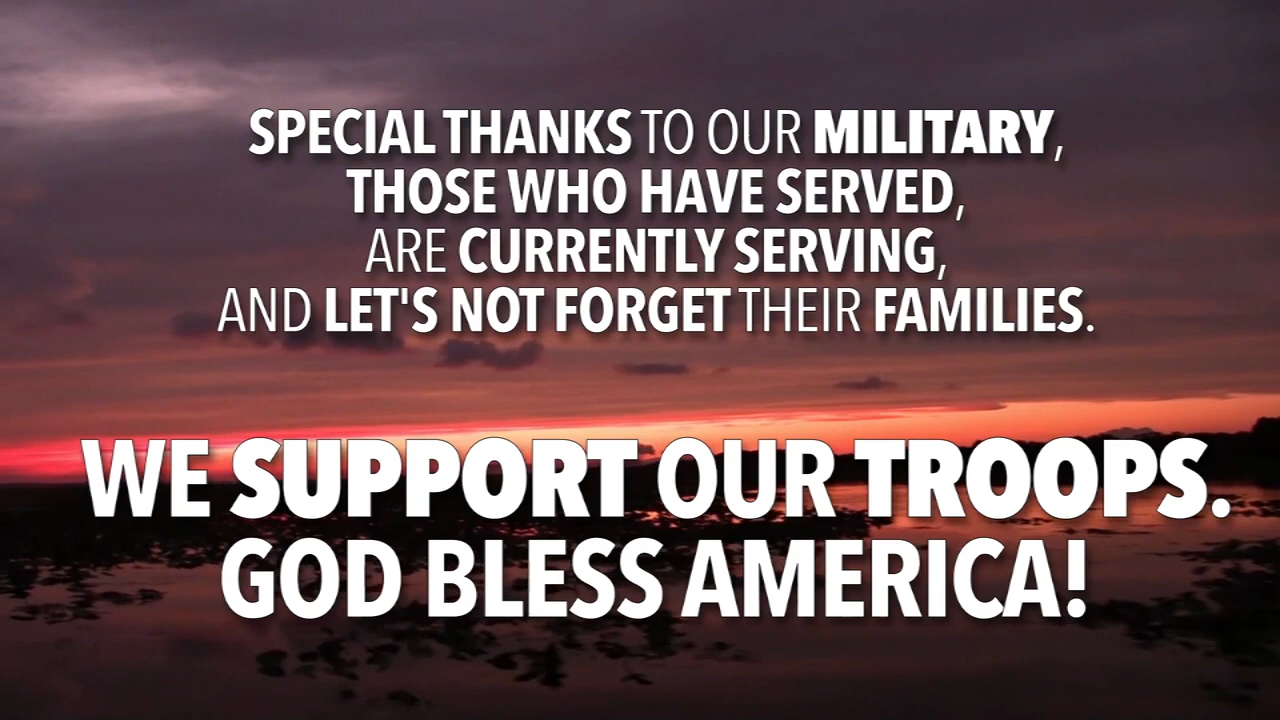 SPECIAL THANKS TO OUR MILITARY,
THOSE WHO HAVE SERVED,
ARE CURRENTLY SERVING,
AND LET'S NOT FORGET THEIR FAMILIES.
WE SUPPORT OUR TROOPS.
GOD BLESS AMERICA!